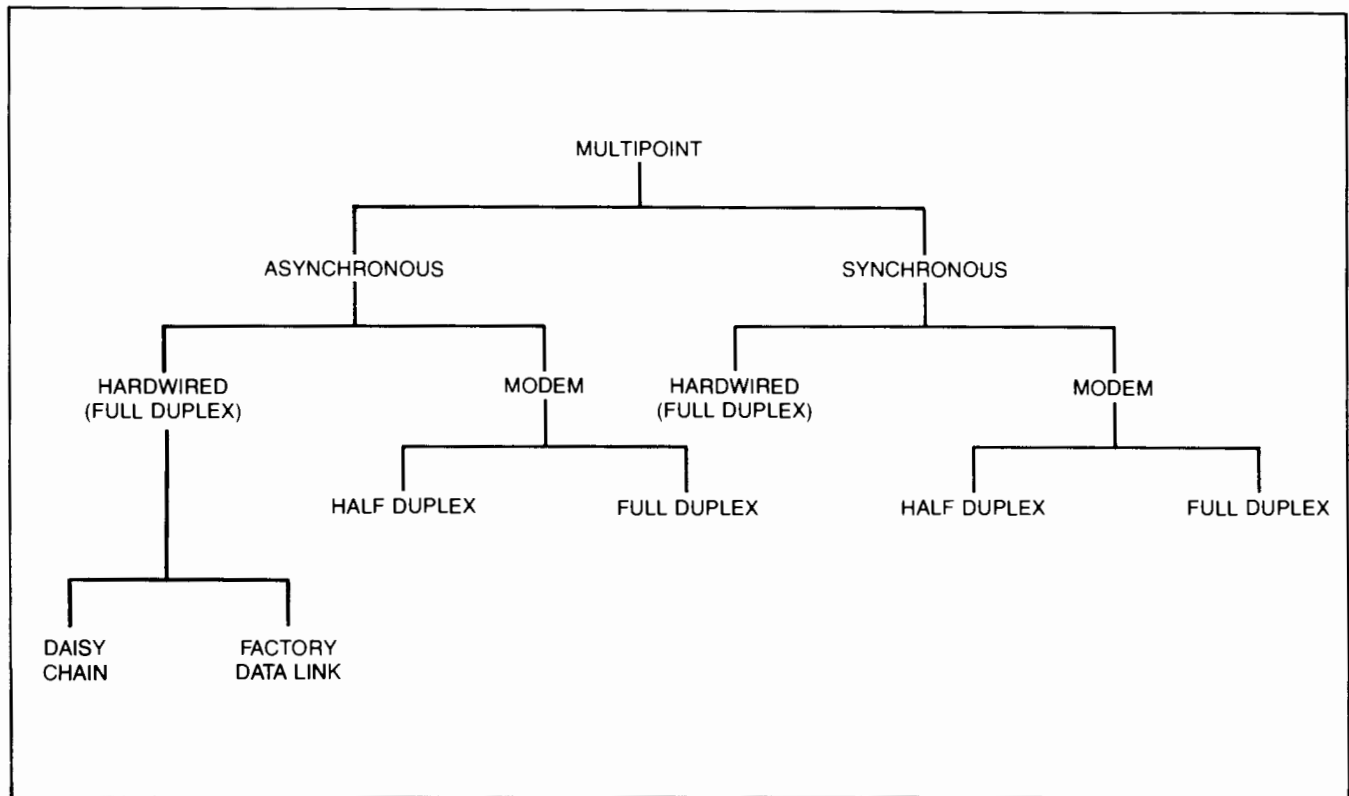 MULTIPOINT
ASYNCHRONOUS
SYNCHRONOUS
HARDWIRED
(FULL DUPLEX)
MODEM
HARDWIRED
(FULL DUPLEX)
MODEM
HALF DUPLEX
FULL DUPLEX
HALF DUPLEX
FULL DUPLEX
DAISY
CHAIN
FACTORY
DATA LINK